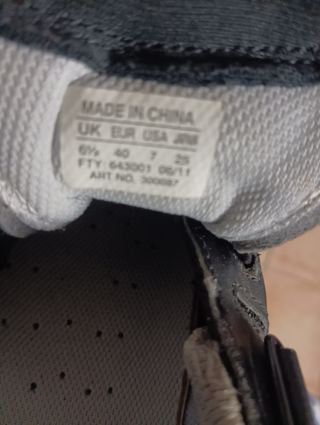 MADE IN CHINA
UK EUR USA JPN
6½ 40 7 25
FTY: 643001 06/11
ART NO. 300087